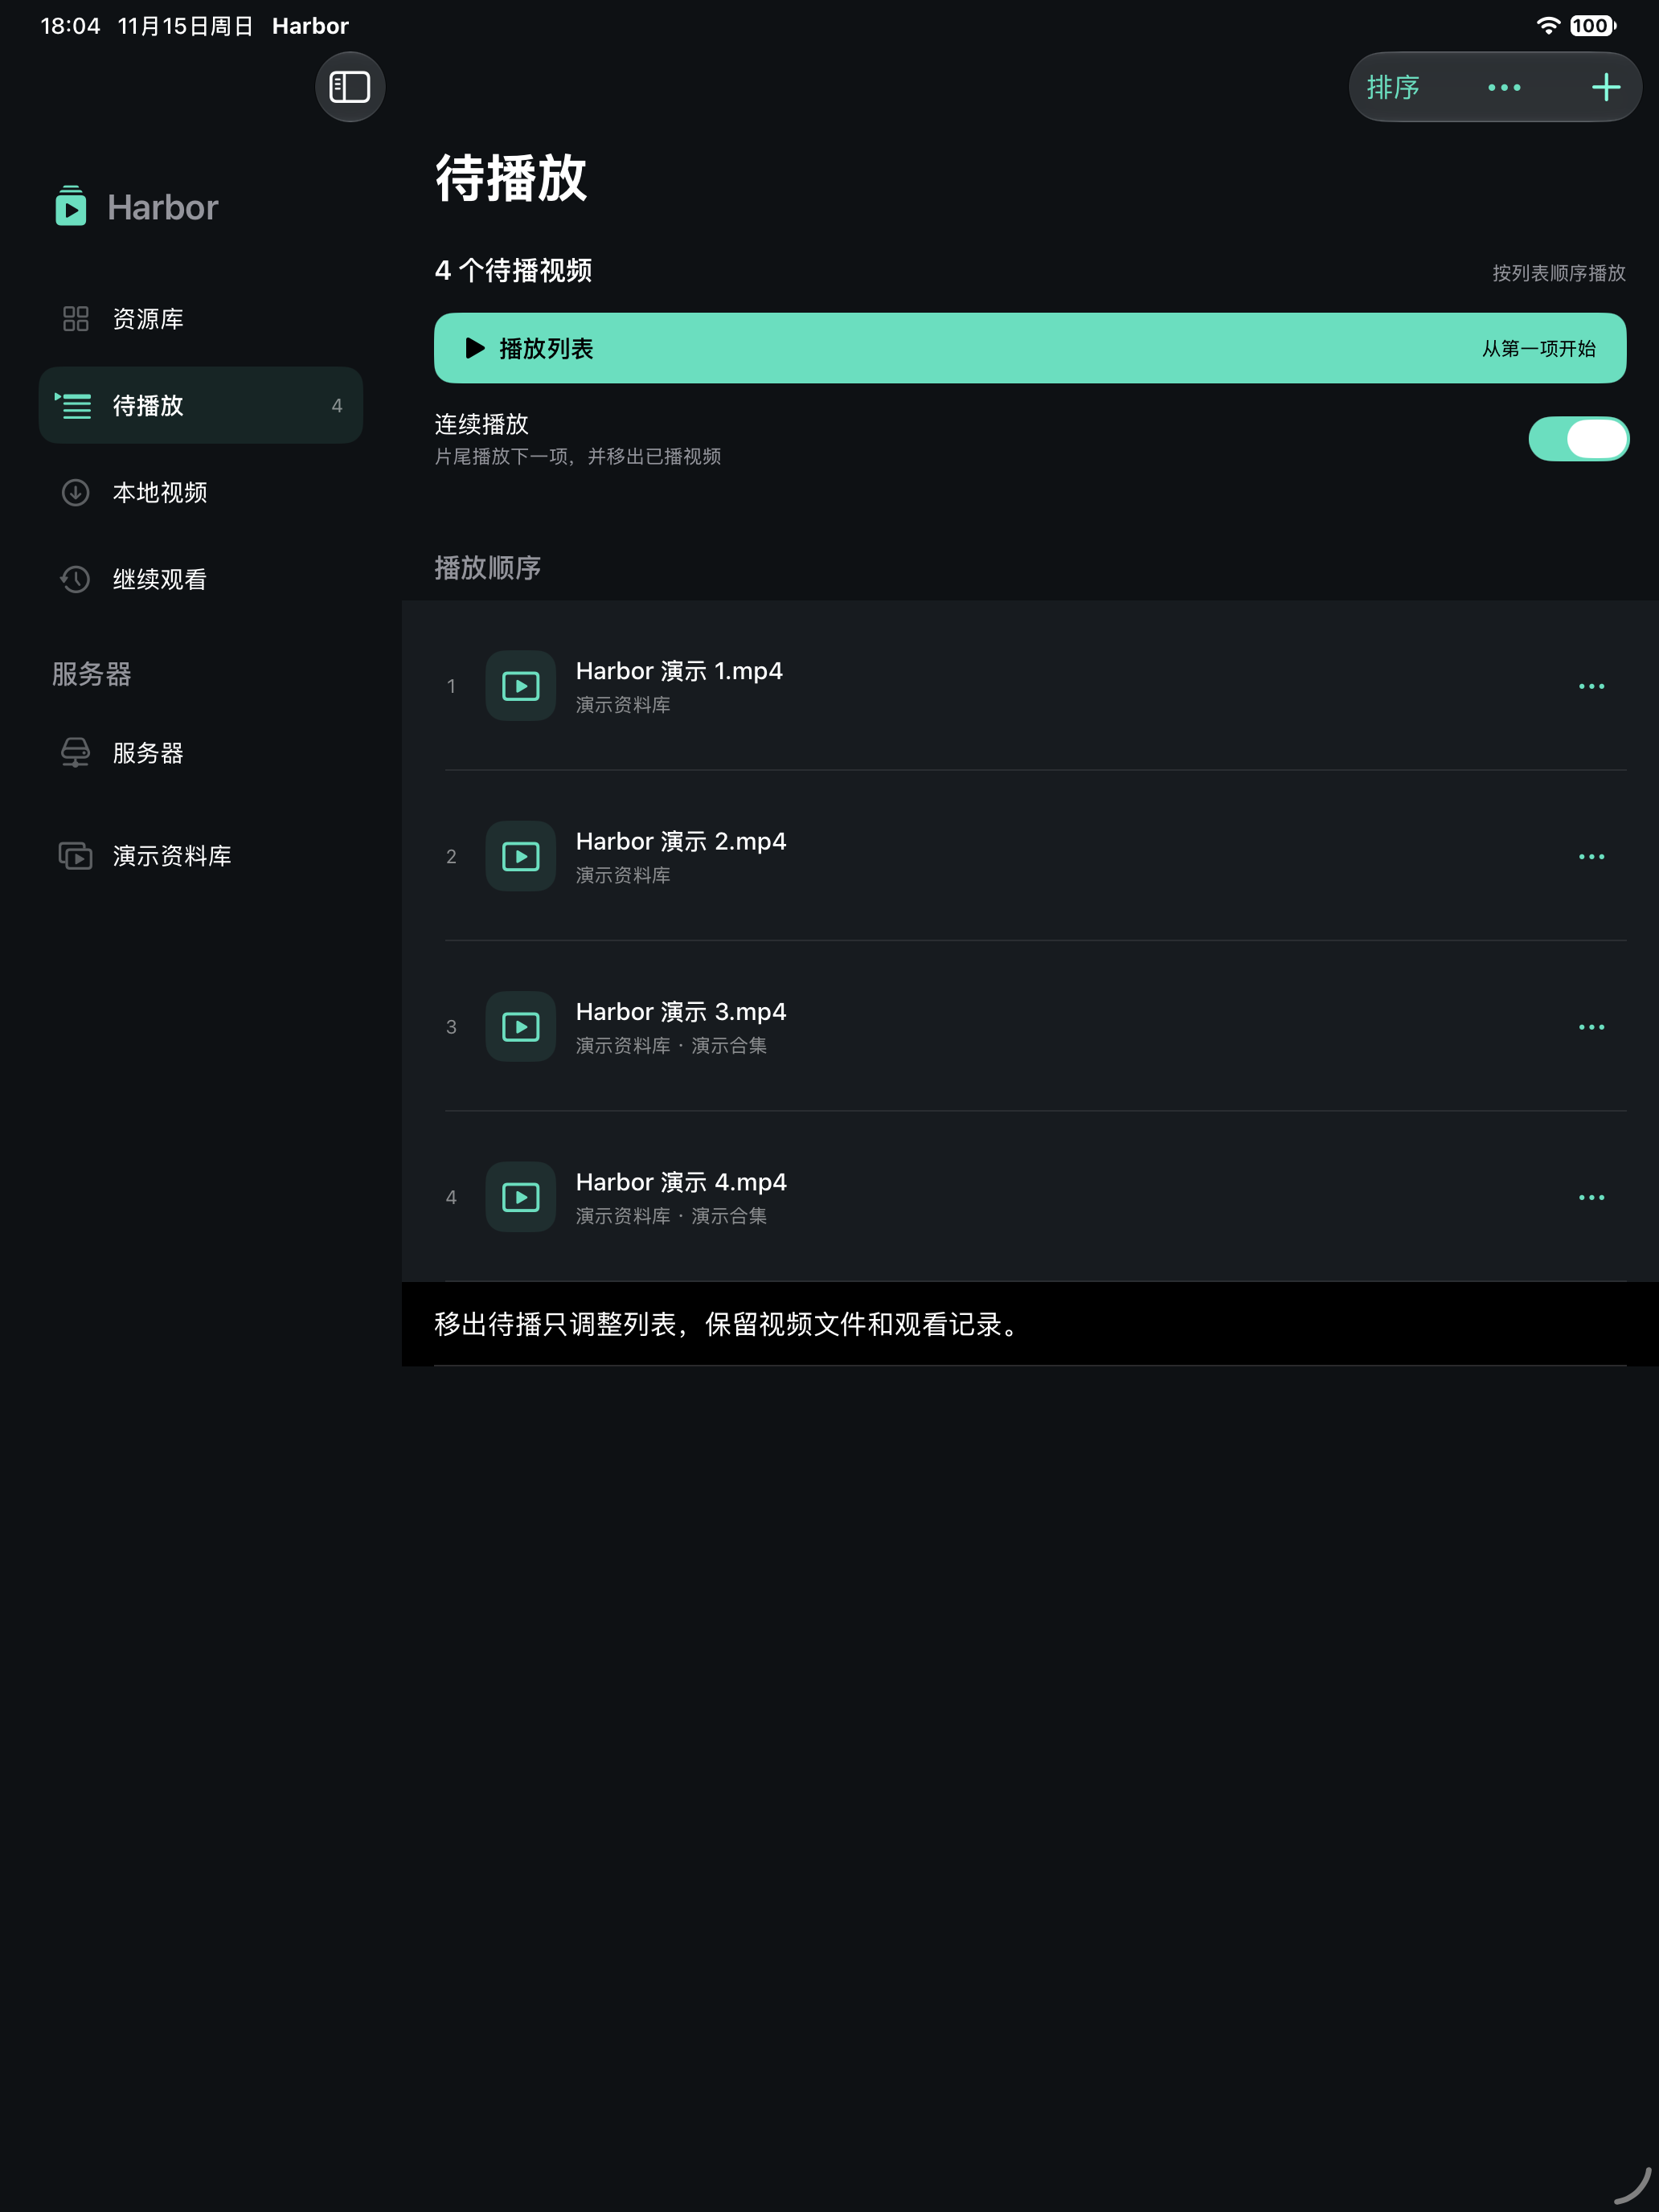 18:04 11月15日周日 Harbor
100
排序
Harbor
资源库
待播放 4
本地视频
继续观看
服务器
服务器
演示资料库
待播放
4 个待播视频
按列表顺序播放
播放列表
从第一项开始
连续播放
片尾播放下一项，并移出已播视频
播放顺序
1
Harbor 演示 1.mp4
演示资料库
2
Harbor 演示 2.mp4
演示资料库
3
Harbor 演示 3.mp4
演示资料库 · 演示合集
4
Harbor 演示 4.mp4
演示资料库 · 演示合集
移出待播只调整列表，保留视频文件和观看记录。